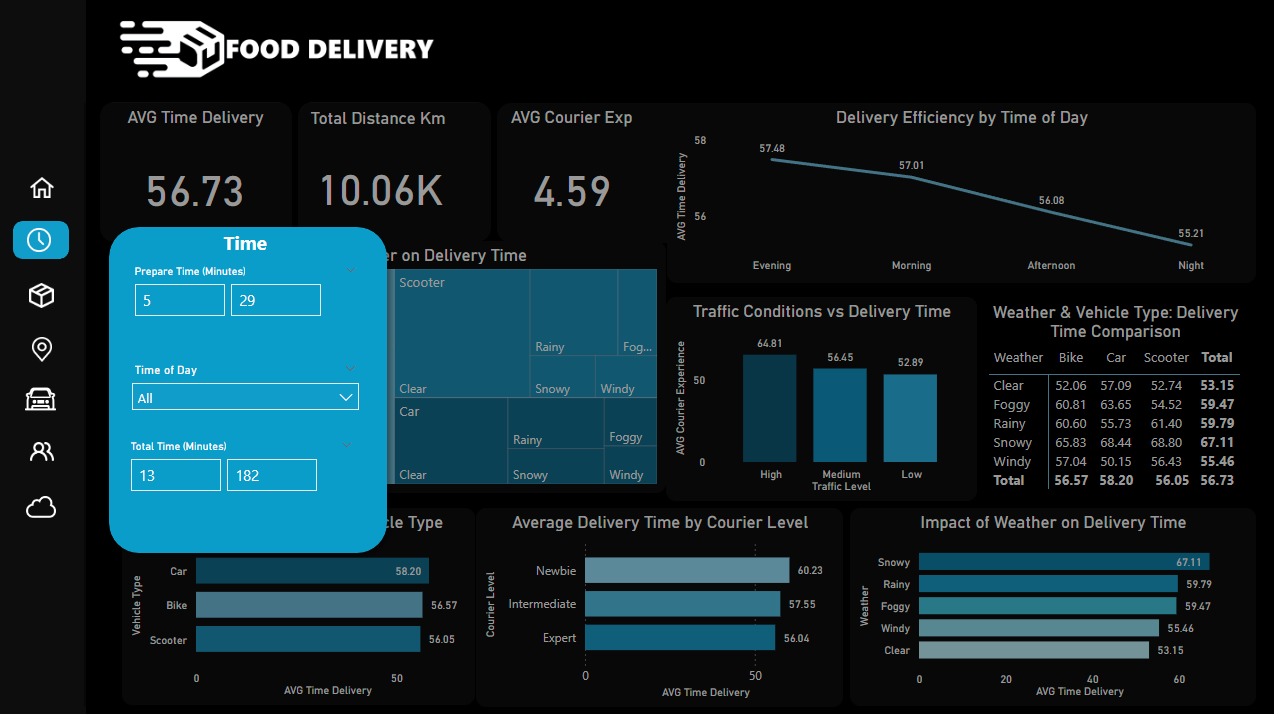 FOOD DELIVERY
AVG Time Delivery
56.73
Total Distance Km
10.06K
AVG Courier Exp
4.59
Delivery Efficiency by Time of Day
AVG Time Delivery
58
56
57.48
57.01
56.08
55.21
Evening
Morning
Afternoon
Night
Time
Prepare Time (Minutes)
5
29
Time of Day
All
Total Time (Minutes)
13
182
on Delivery Time
Scooter
Clear
Rainy
Fog...
Snowy
Windy
Car
Clear
Rainy
Foggy
Snowy
Windy
Traffic Conditions vs Delivery Time
AVG Courier Experience
50
0
64.81
56.45
52.89
High
Medium
Low
Traffic Level
Weather & Vehicle Type: Delivery
Time Comparison
Weather Bike Car Scooter Total
Clear 52.06 57.09 52.74 53.15
Foggy 60.81 63.65 54.52 59.47
Rainy 60.60 55.73 61.40 59.79
Snowy 65.83 68.44 68.80 67.11
Windy 57.04 50.15 56.43 55.46
Total 56.57 58.20 56.05 56.73
Type
Vehicle Type
Car 58.20
Bike 56.57
Scooter 56.05
0 50
AVG Time Delivery
Average Delivery Time by Courier Level
Courier Level
Newbie 60.23
Intermediate 57.55
Expert 56.04
0 50
AVG Time Delivery
Impact of Weather on Delivery Time
Weather
Snowy 67.11
Rainy 59.79
Foggy 59.47
Windy 55.46
Clear 53.15
0 20 40 60
AVG Time Delivery